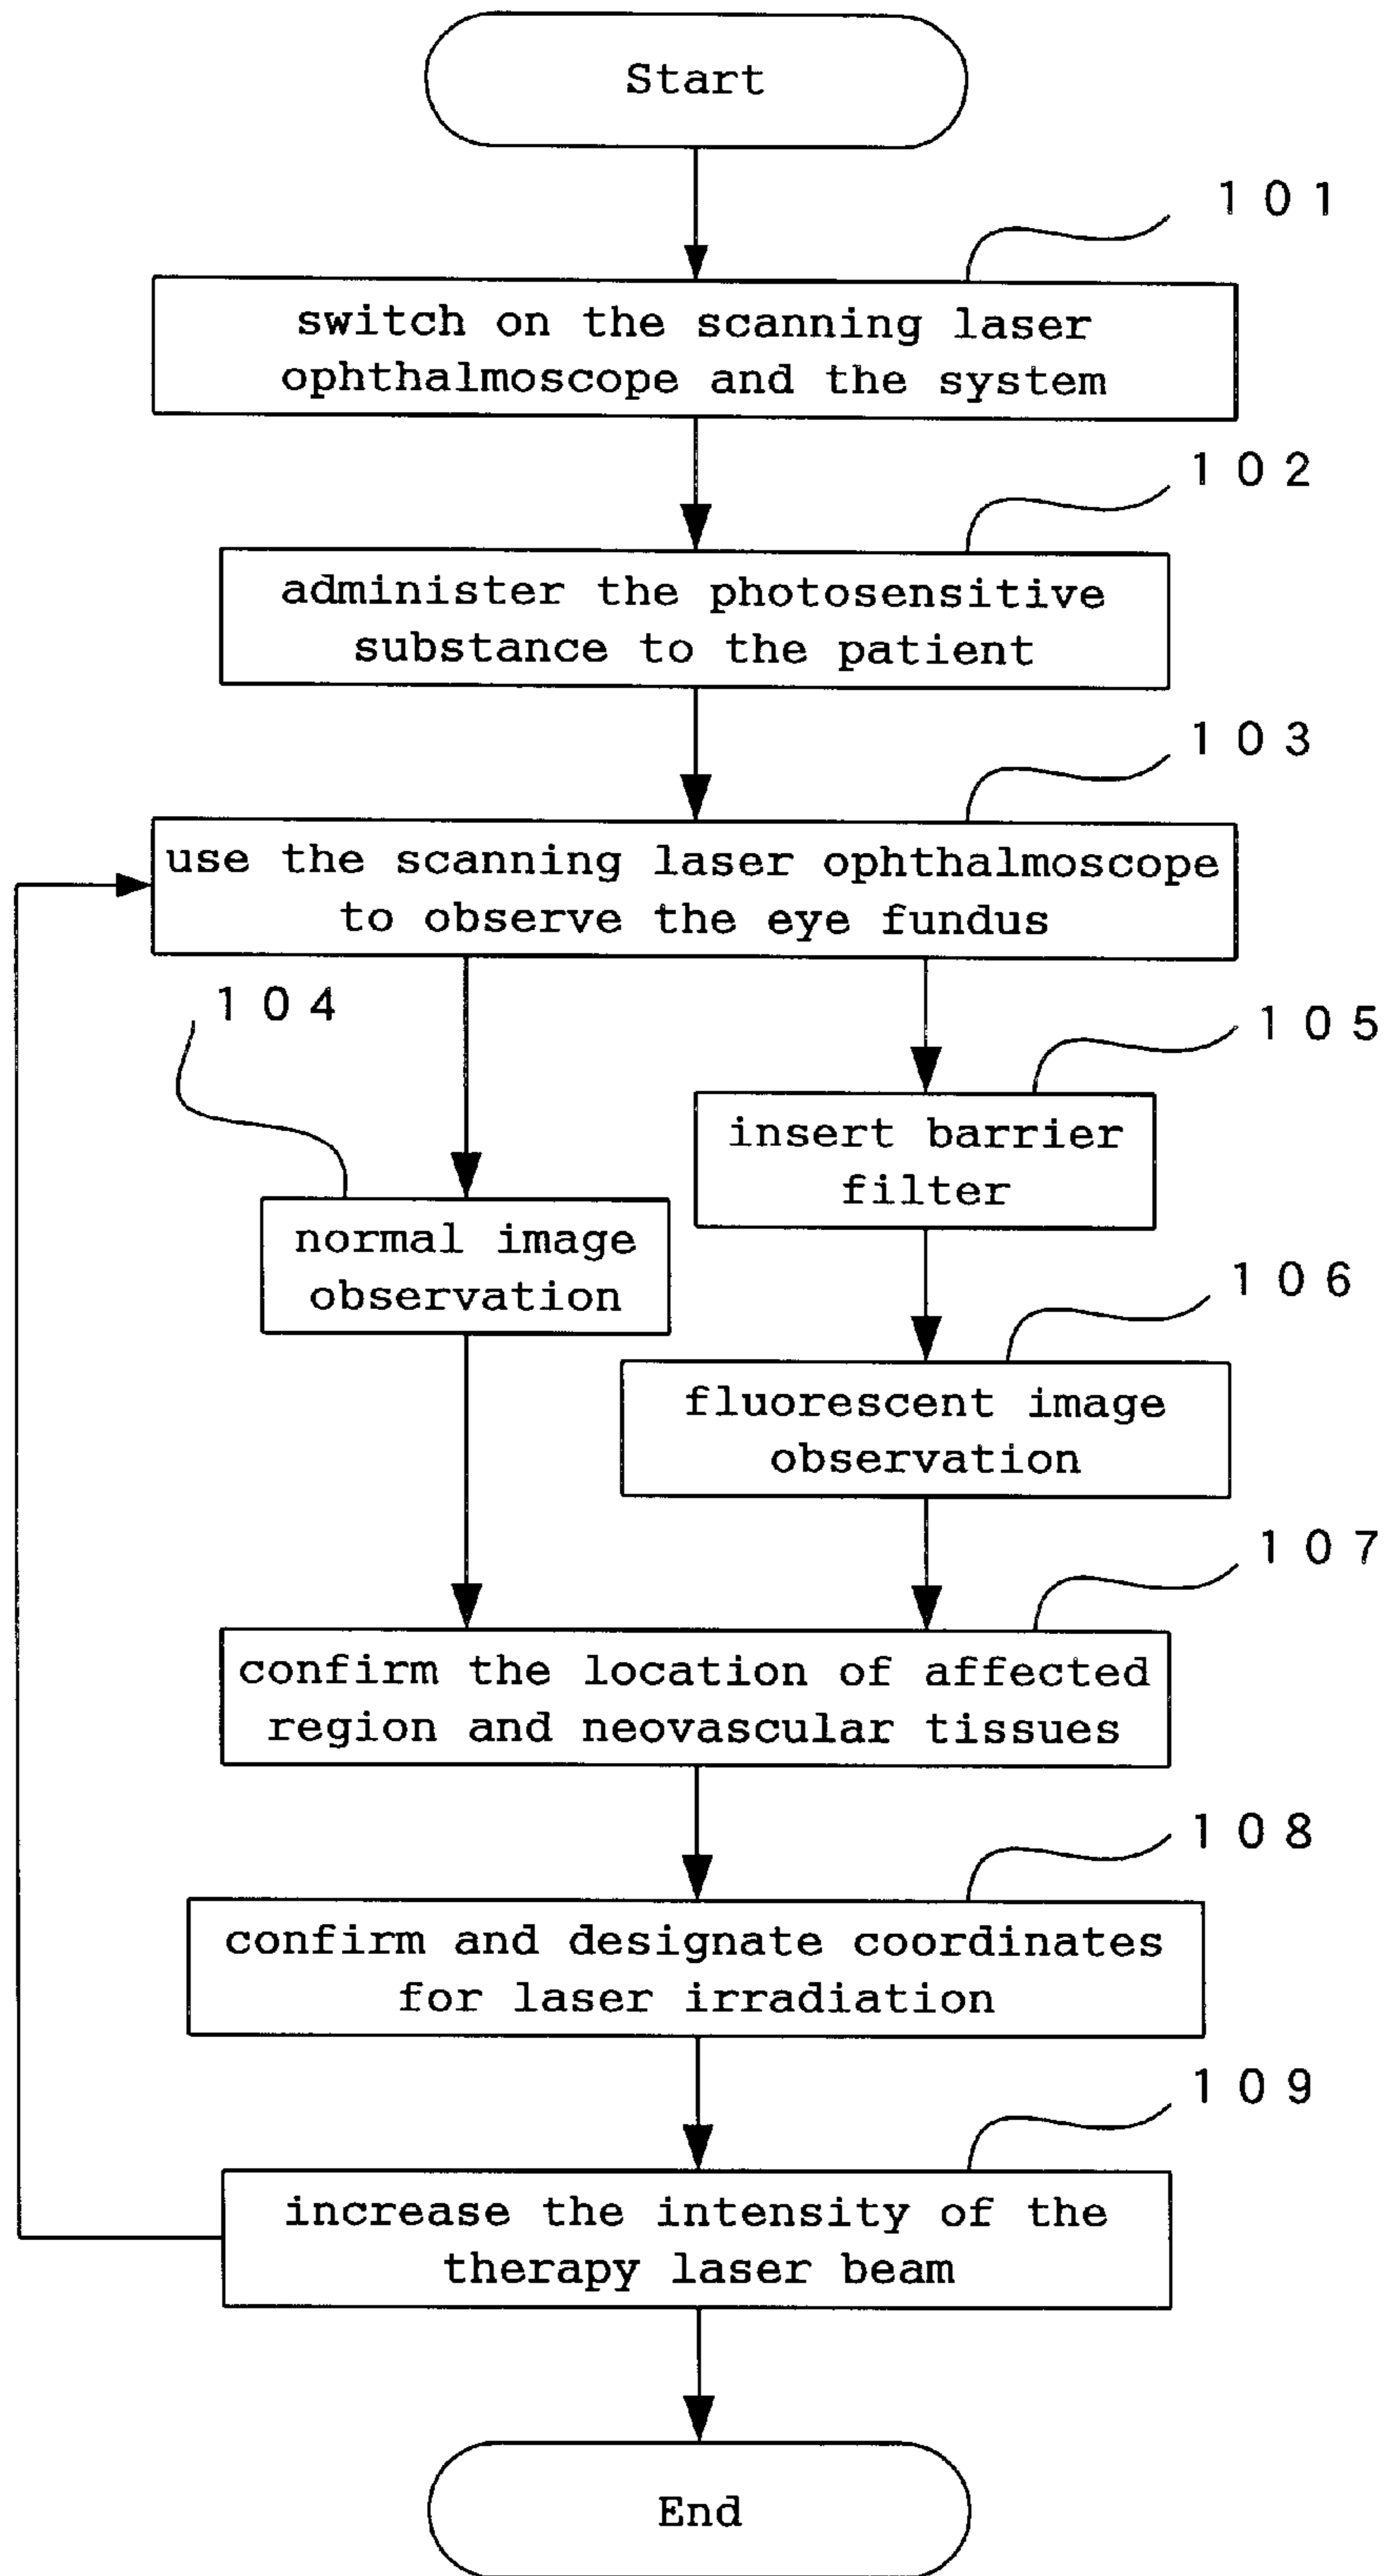 Start
101
switch on the scanning laser
ophthalmoscope and the system
102
administer the photosensitive
substance to the patient
103
use the scanning laser ophthalmoscope
to observe the eye fundus
104
105
insert barrier
filter
normal image
observation
106
fluorescent image
observation
107
confirm the location of affected
region and neovascular tissues
108
confirm and designate coordinates
for laser irradiation
109
increase the intensity of the
therapy laser beam
End